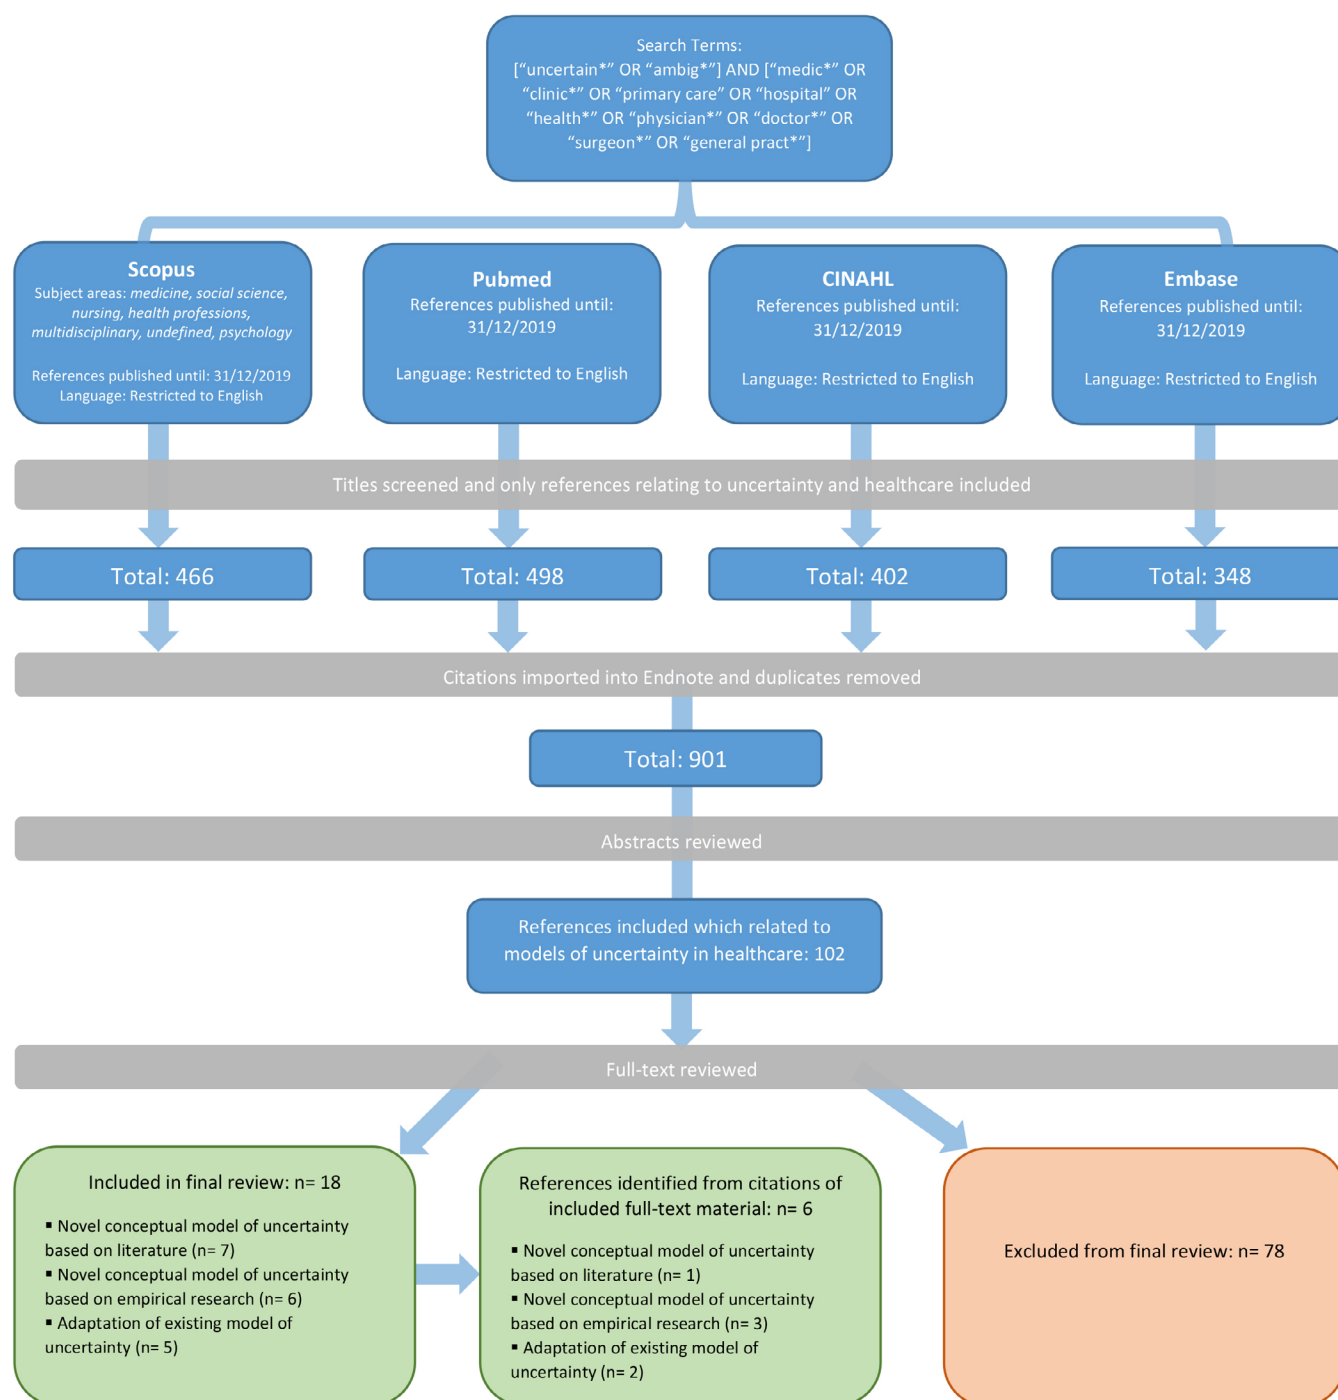 Search Terms:
[“uncertain*” OR “ambig*”] AND [“medic*” OR
“clinic*” OR “primary care” OR “hospital” OR
“health*” OR “physician*” OR “doctor*” OR
“surgeon*” OR “general pract*”]
Scopus
Subject areas: medicine, social science,
nursing, health professions,
multidisciplinary, undefined, psychology
References published until: 31/12/2019
Language: Restricted to English
Pubmed
References published until:
31/12/2019
Language: Restricted to English
CINAHL
References published until:
31/12/2019
Language: Restricted to English
Embase
References published until:
31/12/2019
Language: Restricted to English
Titles screened and only references relating to uncertainty and healthcare included
Total: 466
Total: 498
Total: 402
Total: 348
Citations imported into Endnote and duplicates removed
Total: 901
Abstracts reviewed
References included which related to
models of uncertainty in healthcare: 102
Full-text reviewed
Included in final review: n= 18
▪ Novel conceptual model of uncertainty
based on literature (n= 7)
▪ Novel conceptual model of uncertainty
based on empirical research (n= 6)
▪ Adaptation of existing model of
uncertainty (n= 5)
References identified from citations of
included full-text material: n= 6
▪ Novel conceptual model of uncertainty
based on literature (n= 1)
▪ Novel conceptual model of uncertainty
based on empirical research (n= 3)
▪ Adaptation of existing model of
uncertainty (n= 2)
Excluded from final review: n= 78